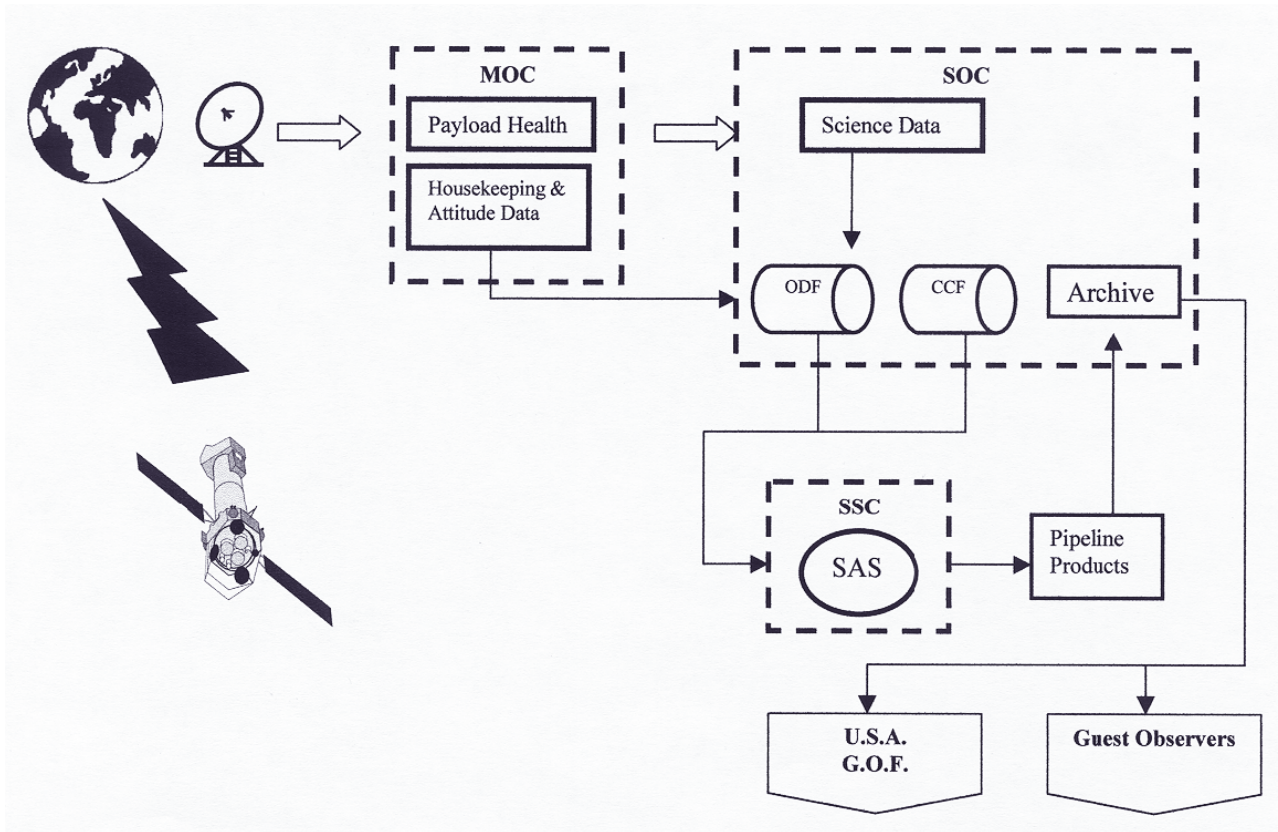 MOC
Payload Health
Housekeeping &
Attitude Data
SOC
Science Data
ODF
CCF
Archive
SSC
SAS
Pipeline
Products
U.S.A.
G.O.F.
Guest Observers